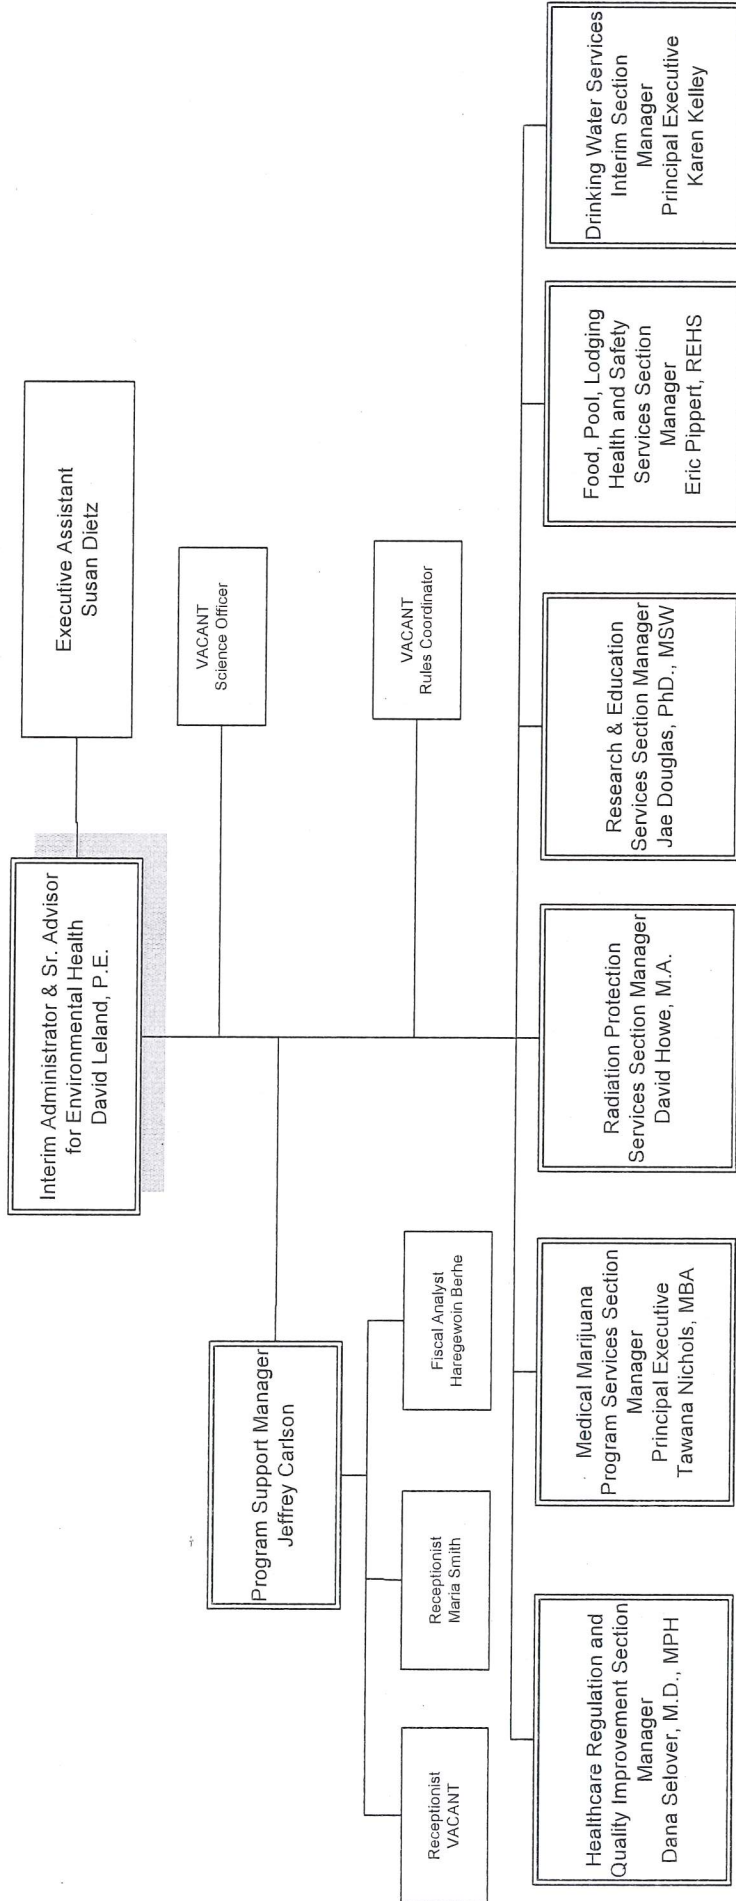 Interim Administrator & Sr. Advisor
for Environmental Health
David Leland, P.E.
Executive Assistant
Susan Dietz
VACANT
Science Officer
Program Support Manager
Jeffrey Carlson
VACANT
Rules Coordinator
Receptionist
VACANT
Receptionist
Maria Smith
Fiscal Analyst
Haregewoin Berhe
Healthcare Regulation and
Quality Improvement Section
Manager
Dana Selover, M.D., MPH
Medical Marijuana
Program Services Section
Manager
Principal Executive
Tawana Nichols, MBA
Radiation Protection
Services Section Manager
David Howe, M.A.
Research & Education
Services Section Manager
Jae Douglas, PhD., MSW
Food, Pool, Lodging
Health and Safety
Services Section
Manager
Eric Pippert, REHS
Drinking Water Services
Interim Section
Manager
Principal Executive
Karen Kelley